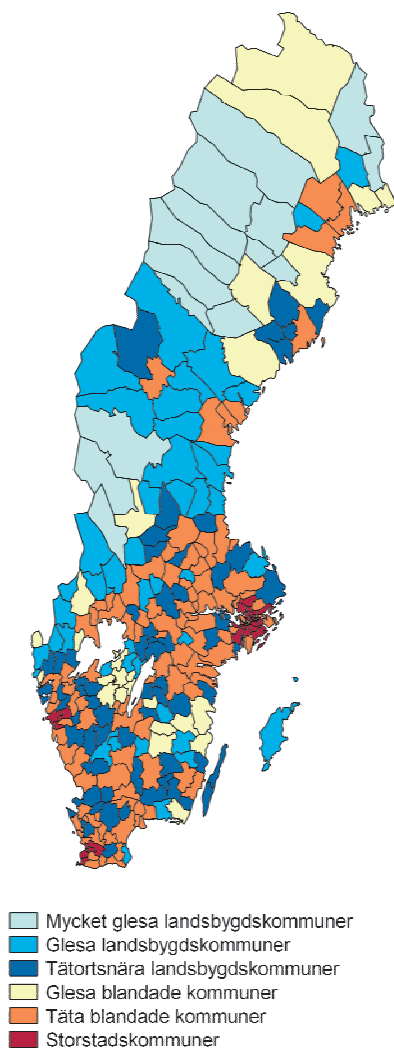 Mycket glesa landsbygdskommuner
Glesa landsbygdskommuner
Tätortsnära landsbygdskommuner
Glesa blandade kommuner
Täta blandade kommuner
Storstadskommuner